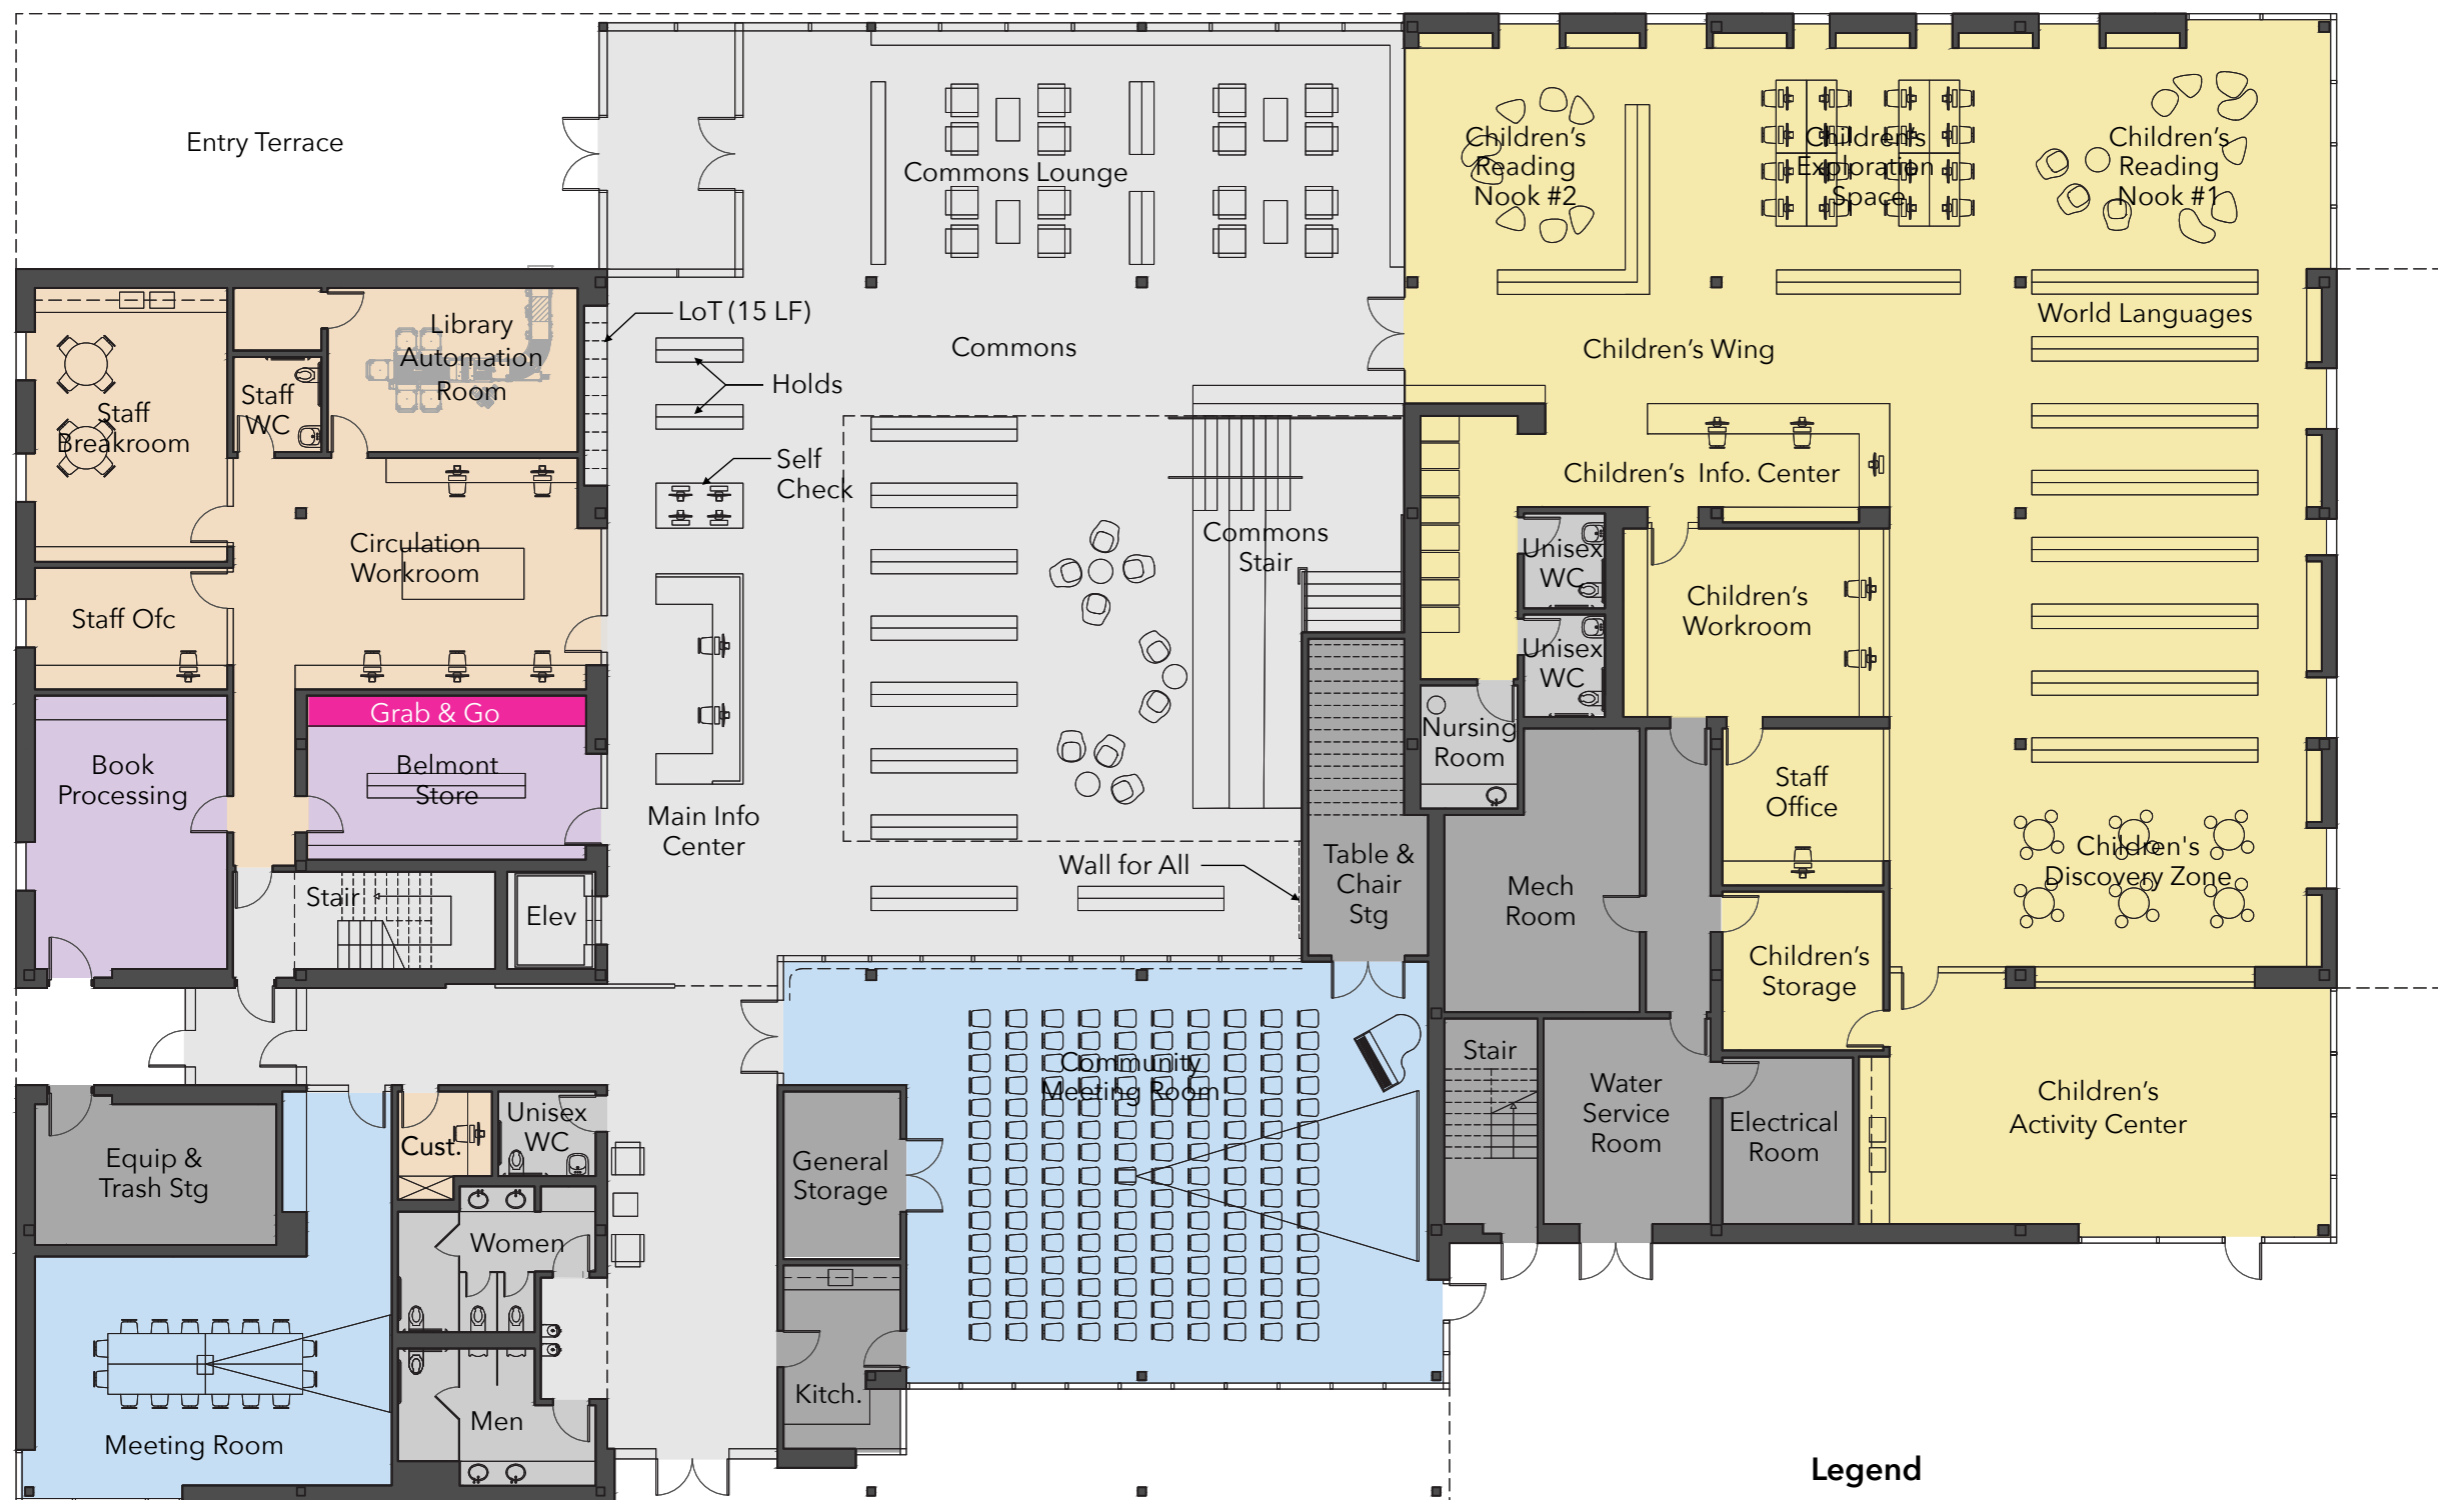 Entry Terrace
Commons Lounge
Children's
Reading
Nook #2
Children's
Exploration
Space
Children's
Reading
Nook #1
LoT (15 LF)
Library
Automation
Room
Commons
Children's Wing
World Languages
Holds
Staff
WC
Staff
Breakroom
Self
Check
Children's Info. Center
Circulation
Workroom
Commons
Stair
Unisex
WC
Staff Ofc
Children's
Workroom
Unisex
WC
Grab & Go
Nursing
Room
Book
Processing
Belmont
Store
Staff
Office
Main Info
Center
Wall for All
Table &
Chair
Stg
Children's
Discovery Zone
Stair
Elev
Mech
Room
Children's
Storage
Community
Meeting Room
Stair
Water
Service
Room
Electrical
Room
Children's
Activity Center
Unisex
WC
Cust.
Equip &
Trash Stg
General
Storage
Women
Kitch.
Men
Meeting Room
Legend